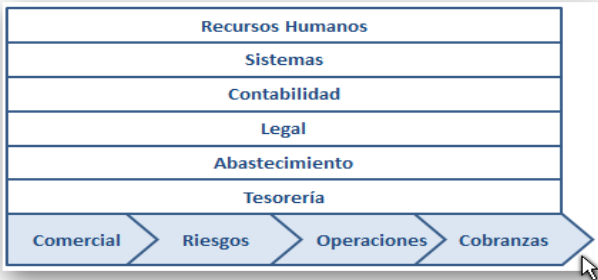 Recursos Humanos
Sistemas
Contabilidad
Legal
Abastecimiento
Tesorería
Comercial Riesgos Operaciones Cobranzas